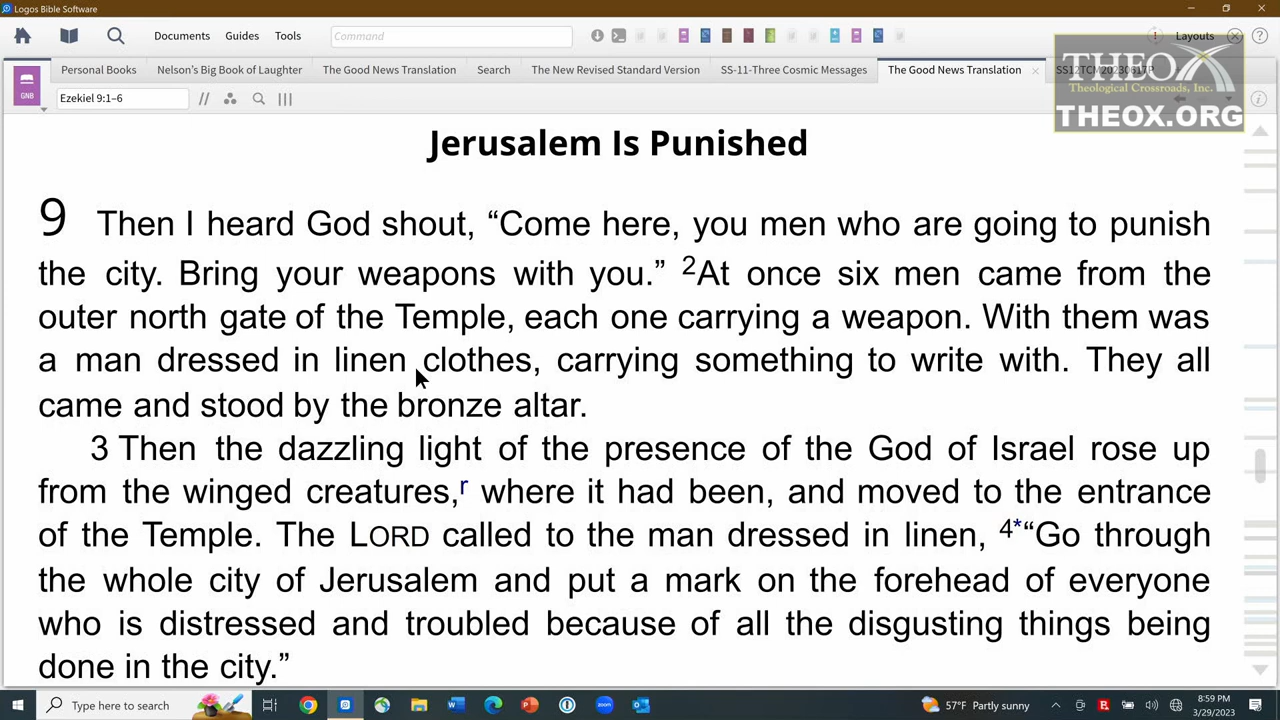 Logos Bible Software
Documents Guides Tools Command Layouts
Personal Books Nelson's Big Book of Laughter Search The New Revised Standard Version SS-11-Three Cosmic Messages The Good News Translation SS12TCM20230617P
THEOX
Theological Crossroads, Inc.
THEOX.ORG
GNB Ezekiel 9:1–6
Jerusalem Is Punished
9 Then I heard God shout, “Come here, you men who are going to punish
the city. Bring your weapons with you.” 2At once six men came from the
outer north gate of the Temple, each one carrying a weapon. With them was
a man dressed in linen clothes, carrying something to write with. They all
came and stood by the bronze altar.
3 Then the dazzling light of the presence of the God of Israel rose up
from the winged creatures,r where it had been, and moved to the entrance
of the Temple. The LORD called to the man dressed in linen, 4*“Go through
the whole city of Jerusalem and put a mark on the forehead of everyone
who is distressed and troubled because of all the disgusting things being
done in the city.”
Type here to search 57°F Partly sunny 8:59 PM
3/29/2023